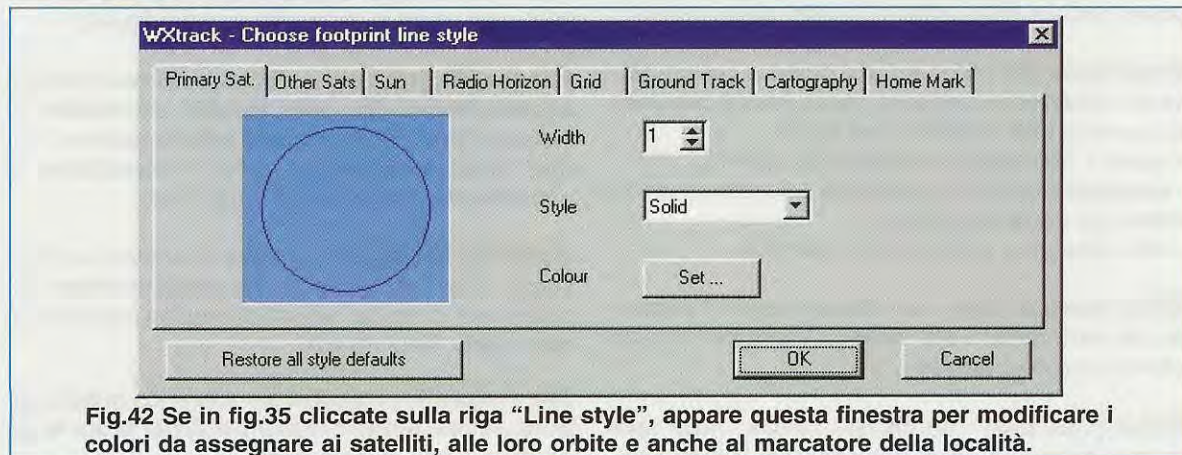 WXtrack - Choose footprint line style
Primary Sat. Other Sats Sun Radio Horizon Grid Ground Track Cartography Home Mark
Width 1
Style Solid
Colour Set ...
Restore all style defaults OK Cancel
Fig.42 Se in fig.35 cliccate sulla riga “Line style”, appare questa finestra per modificare i
colori da assegnare ai satelliti, alle loro orbite e anche al marcatore della località.